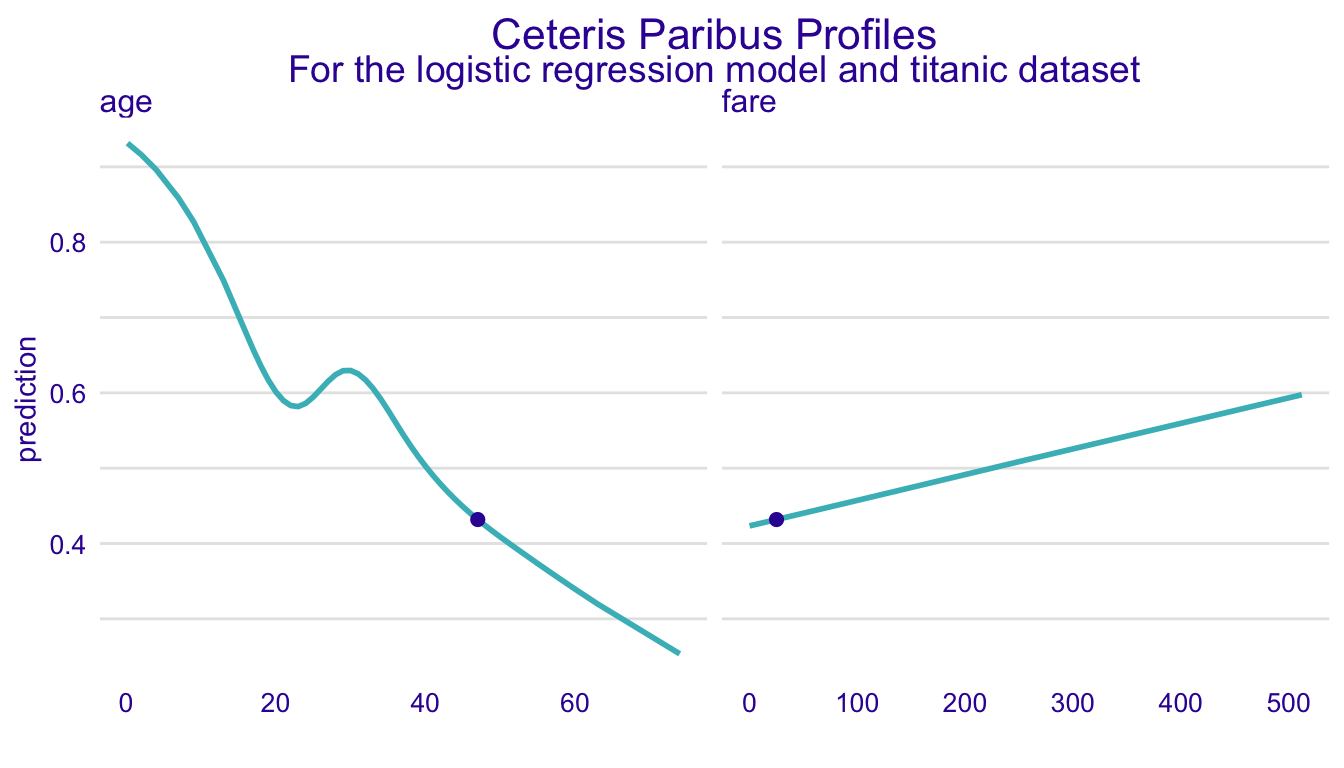 Ceteris Paribus Profiles
For the logistic regression model and titanic dataset
age
fare
prediction
0.8
0.6
0.4
0 20 40 60
0 100 200 300 400 500